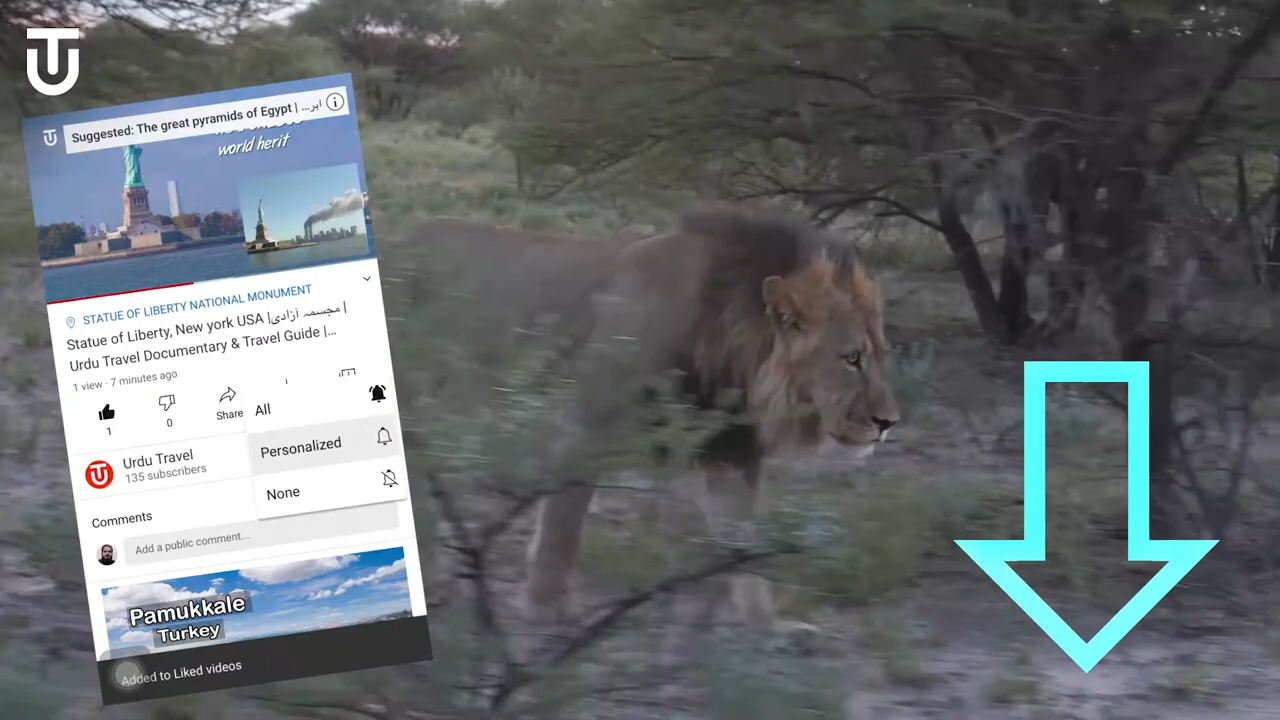 Suggested: The great pyramids of Egypt | ...ابر
world herit
STATUE OF LIBERTY NATIONAL MONUMENT
Statue of Liberty, New york USA |مجسمہ آزادی |
Urdu Travel Documentary & Travel Guide |...
1 view · 7 minutes ago
1
0
Share
All
Personalized
None
Urdu Travel
135 subscribers
Comments
Add a public comment...
Pamukkale
Turkey
Added to Liked videos